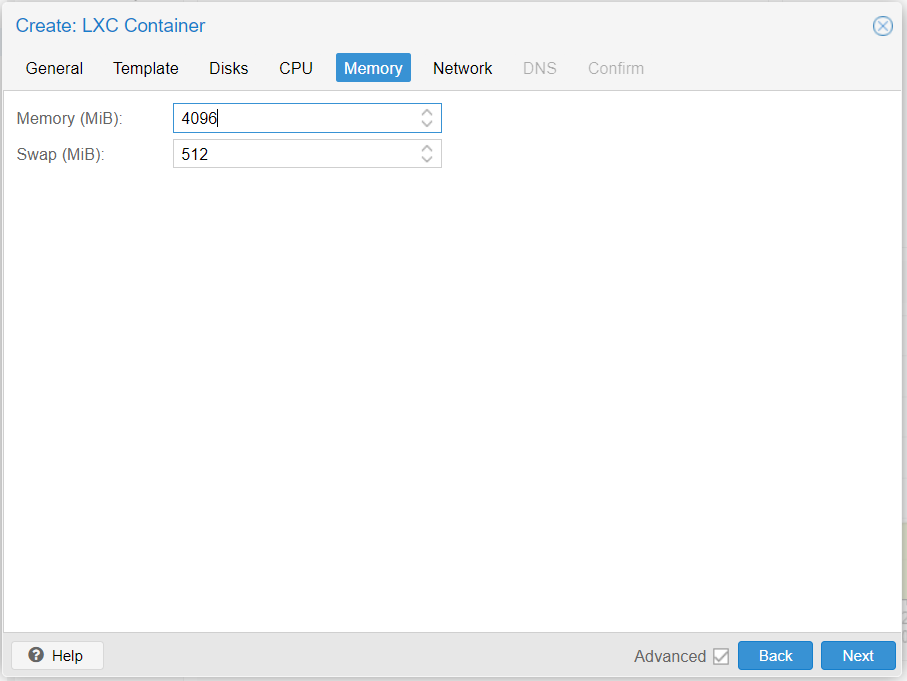 Create: LXC Container
General Template Disks CPU Memory Network DNS Confirm
Memory (MiB): 4096
Swap (MiB): 512
Help Advanced Back Next